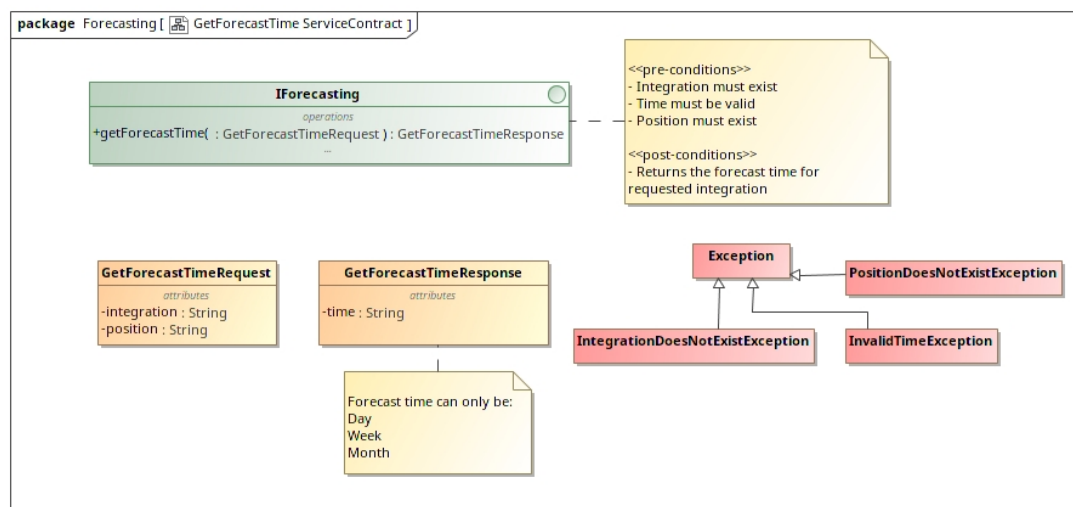 package Forecasting [ GetForecastTime ServiceContract ]
IForecasting
operations
+getForecastTime( : GetForecastTimeRequest ) : GetForecastTimeResponse
...
<<pre-conditions>>
- Integration must exist
- Time must be valid
- Position must exist
<<post-conditions>>
- Returns the forecast time for
requested integration
GetForecastTimeRequest
attributes
-integration : String
-position : String
GetForecastTimeResponse
attributes
-time : String
Forecast time can only be:
Day
Week
Month
Exception
PositionDoesNotExistException
IntegrationDoesNotExistException
InvalidTimeException